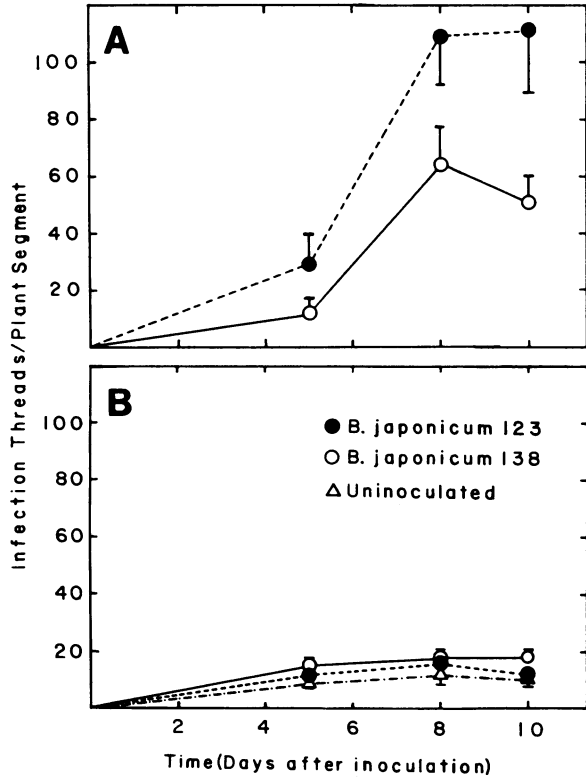 A
100
80
60
40
20
B
B. japonicum 123
B. japonicum 138
Uninoculated
100
80
60
40
20
2 4 6 8 10
Time (Days after inoculation)
Infection Threads/Plant Segment